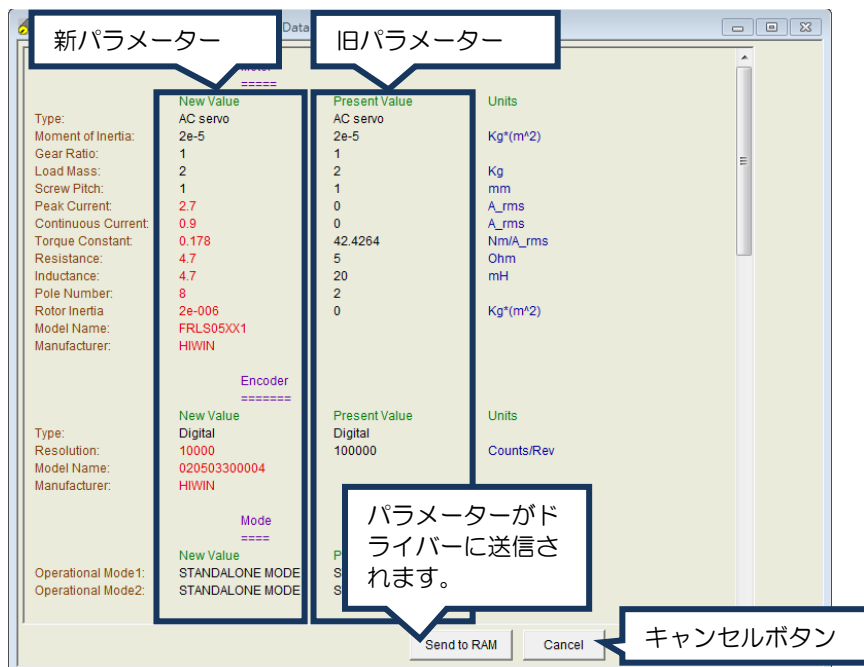 新パラメーター
Data
旧パラメーター
=====
New Value Present Value Units
Type: AC servo AC servo
Moment of Inertia: 2e-5 2e-5 Kg*(m^2)
Gear Ratio: 1 1
Load Mass: 2 2 Kg
Screw Pitch: 1 1 mm
Peak Current: 2.7 0 A_rms
Continuous Current: 0.9 0 A_rms
Torque Constant: 0.178 42.4264 Nm/A_rms
Resistance: 4.7 5 Ohm
Inductance: 4.7 20 mH
Pole Number: 8 2
Rotor Inertia 2e-006 0 Kg*(m^2)
Model Name: FRLS05XX1
Manufacturer: HIWIN
Encoder
=======
New Value Present Value Units
Type: Digital Digital
Resolution: 10000 100000 Counts/Rev
Model Name: 020503300004
Manufacturer: HIWIN
Mode
====
New Value
Operational Mode1: STANDALONE MODE S
Operational Mode2: STANDALONE MODE S
パラメーターがド
ライバーに送信さ
れます。
Send to RAM Cancel
キャンセルボタン